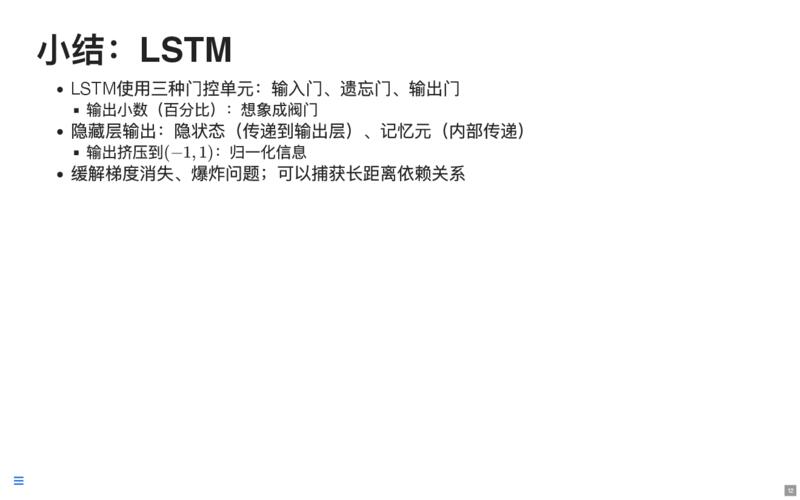 小结：LSTM
LSTM使用三种门控单元：输入门、遗忘门、输出门
输出小数（百分比）：想象成阀门
隐藏层输出：隐状态（传递到输出层）、记忆元（内部传递）
输出挤压到(−1, 1)：归一化信息
缓解梯度消失、爆炸问题；可以捕获长距离依赖关系
12